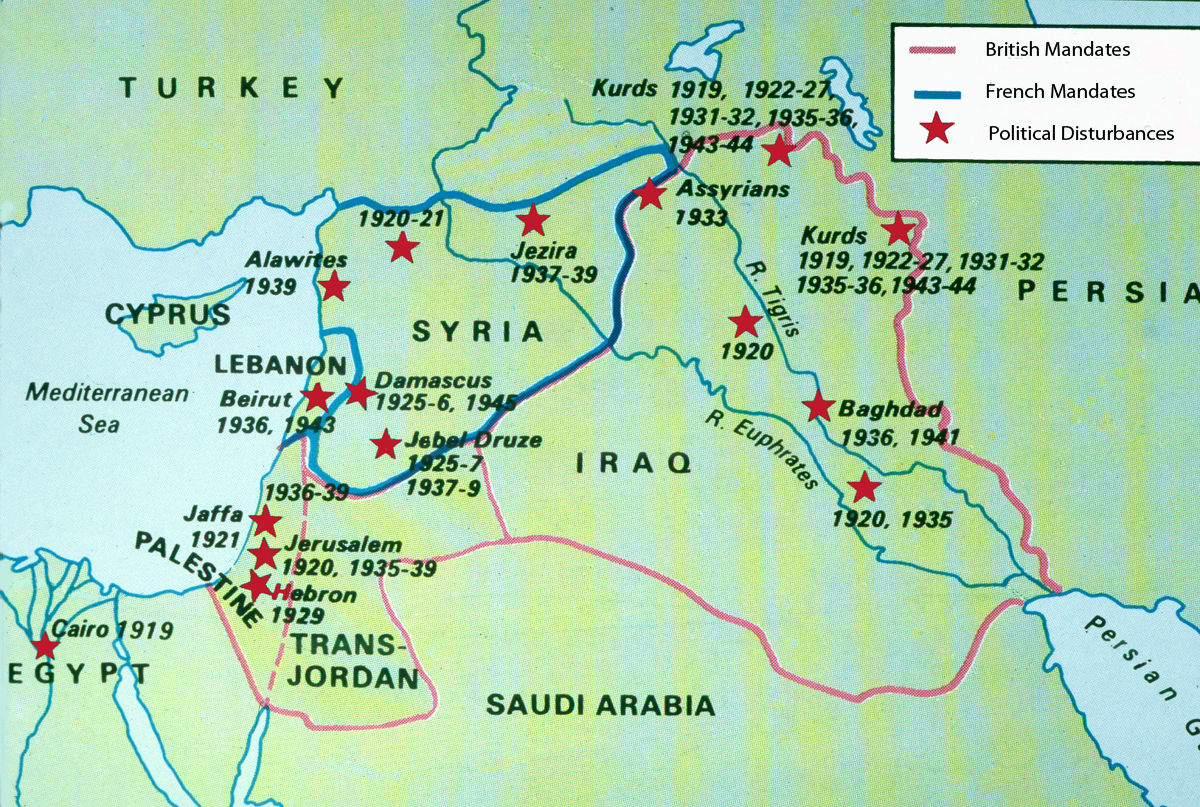 British Mandates
French Mandates
Political Disturbances
TURKEY
Kurds 1919, 1922-27,
1931-32, 1935-36,
1943-44
Assyrians
1933
1920-21
Jezira
1937-39
Kurds
1919, 1922-27, 1931-32
1935-36, 1943-44
PERSIA
Alawites
1939
CYPRUS
SYRIA
R. Tigris
1920
LEBANON
Mediterranean
Sea
Beirut
1936, 1943
Damascus
1925-6, 1945
Jebel Druze
1925-7
1937-9
R. Euphrates
Baghdad
1936, 1941
IRAQ
1920, 1935
1936-39
Jaffa
1921
PALESTINE
Jerusalem
1920, 1935-39
Hebron
1929
Cairo 1919
EGYPT
TRANS-
JORDAN
SAUDI ARABIA
Persian G